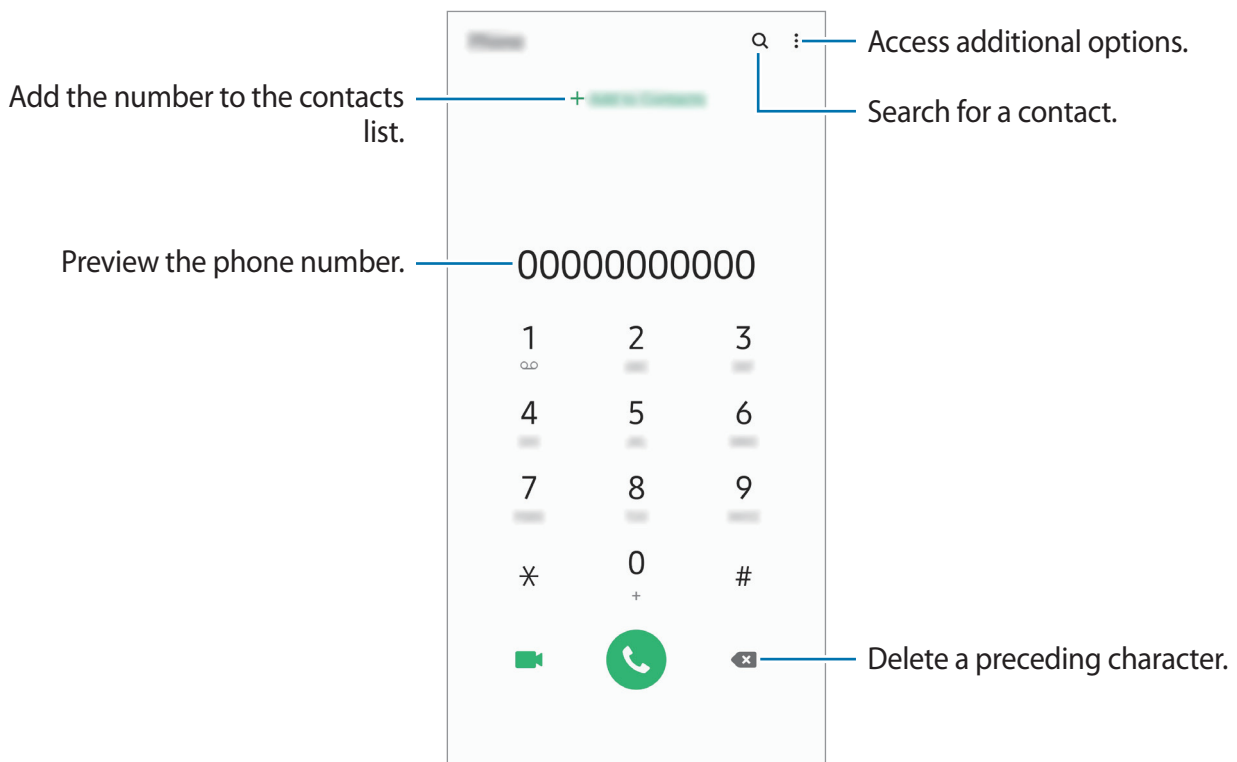 Access additional options.
Add the number to the contacts
list.
Search for a contact.
Preview the phone number.
00000000000
1 2 3
4 5 6
7 8 9
* 0 #
+
Delete a preceding character.